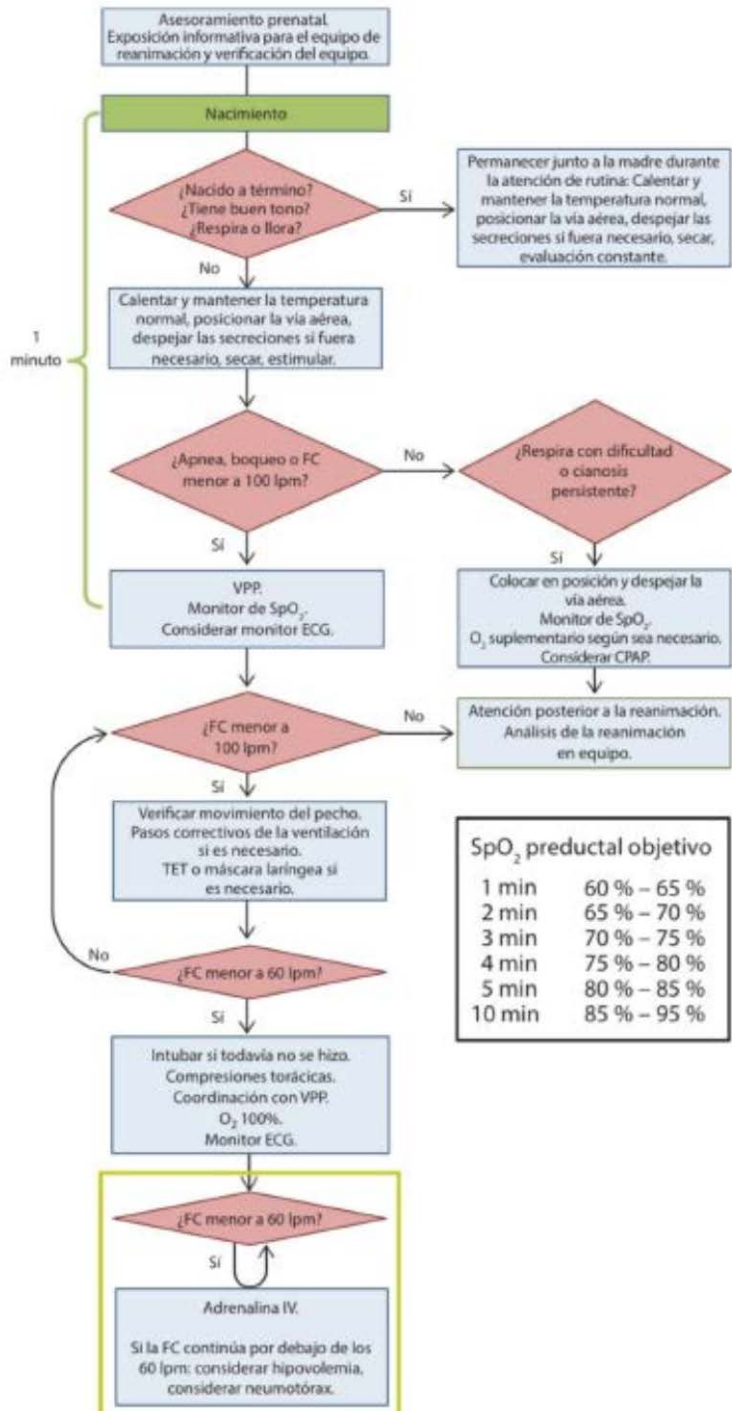 Asesoramiento prenatal.
Exposición informativa para el equipo de
reanimación y verificación del equipo.
Nacimiento
¿Nacido a término?
¿Tiene buen tono?
¿Respira o llora?
Sí
Permanecer junto a la madre durante
la atención de rutina: Calentar y
mantener la temperatura normal,
posicionar la vía aérea, despejar las
secreciones si fuera necesario, secar,
evaluación constante.
No
1
minuto
Calentar y mantener la temperatura
normal, posicionar la vía aérea,
despejar las secreciones si fuera
necesario, secar, estimular.
¿Apnea, boqueo o FC
menor a 100 lpm?
No
¿Respira con dificultad
o cianosis
persistente?
Sí
Sí
VPP.
Monitor de SpO₂.
Considerar monitor ECG.
Colocar en posición y despejar la
vía aérea.
Monitor de SpO₂.
O₂ suplementario según sea necesario.
Considerar CPAP.
¿FC menor a
100 lpm?
No
Atención posterior a la reanimación.
Análisis de la reanimación
en equipo.
Sí
Verificar movimiento del pecho.
Pasos correctivos de la ventilación
si es necesario.
TET o máscara laríngea si
es necesario.
SpO₂ preductal objetivo
1 min 60 % – 65 %
2 min 65 % – 70 %
3 min 70 % – 75 %
4 min 75 % – 80 %
5 min 80 % – 85 %
10 min 85 % – 95 %
No
¿FC menor a 60 lpm?
Sí
Intubar si todavía no se hizo.
Compresiones torácicas.
Coordinación con VPP.
O₂ 100%.
Monitor ECG.
¿FC menor a 60 lpm?
Sí
Adrenalina IV.
Si la FC continúa por debajo de los
60 lpm: considerar hipovolemia,
considerar neumotórax.